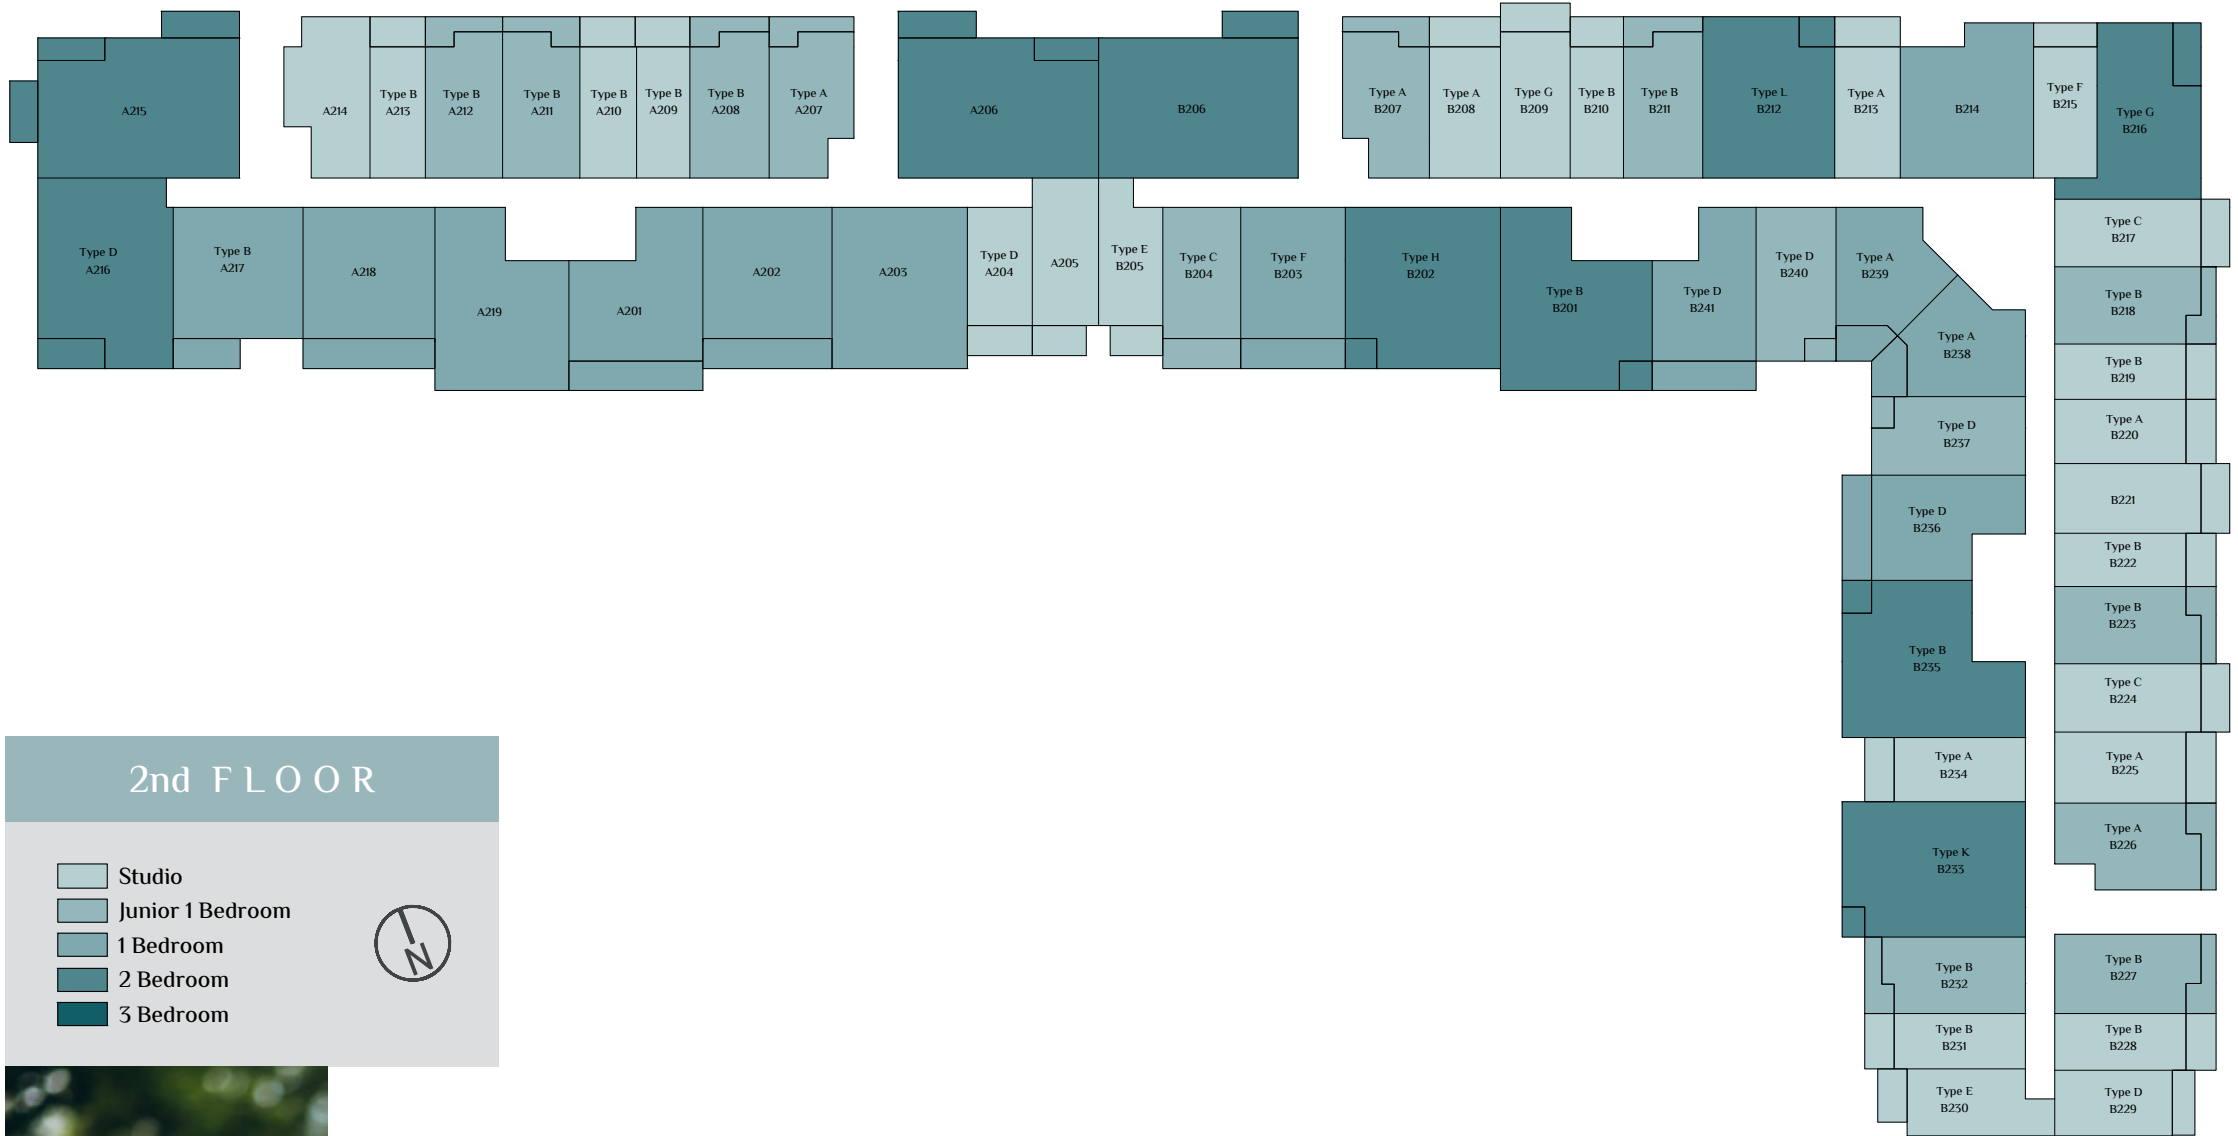 A215
A214
Type B
A213
Type B
A212
Type B
A211
Type B
A210
Type B
A209
Type B
A208
Type A
A207
A206
B206
Type A
B207
Type A
B208
Type G
B209
Type B
B210
Type B
B211
Type L
B212
Type A
B213
B214
Type F
B215
Type G
B216
Type D
A216
Type B
A217
A218
A219
A201
A202
A203
Type D
A204
A205
Type E
B205
Type C
B204
Type F
B203
Type H
B202
Type B
B201
Type D
B241
Type D
B240
Type A
B239
Type A
B238
Type D
B237
Type D
B236
Type B
B235
Type A
B234
Type K
B233
Type B
B232
Type B
B231
Type E
B230
Type C
B217
Type B
B218
Type B
B219
Type A
B220
B221
Type B
B222
Type B
B223
Type C
B224
Type A
B225
Type A
B226
Type B
B227
Type B
B228
Type D
B229
2nd FLOOR
Studio
Junior 1 Bedroom
1 Bedroom
2 Bedroom
3 Bedroom
N